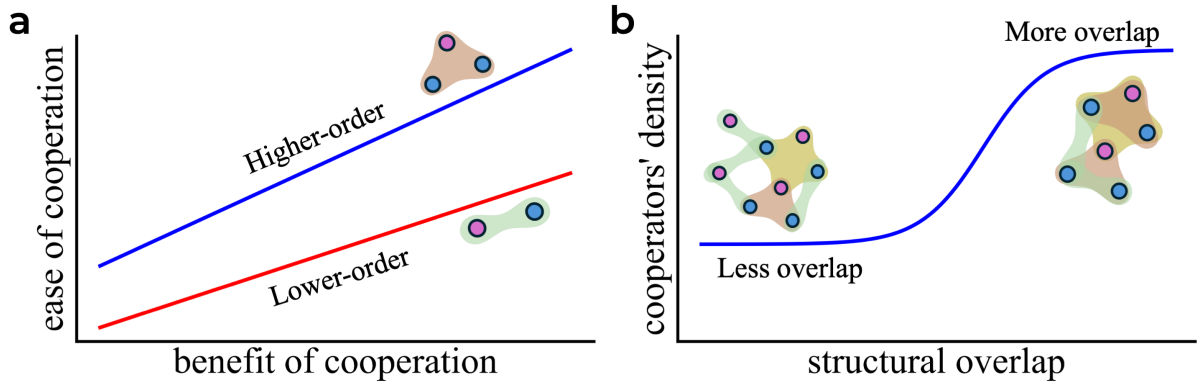 a
ease of cooperation
Higher-order
Lower-order
benefit of cooperation
b
cooperators' density
More overlap
Less overlap
structural overlap